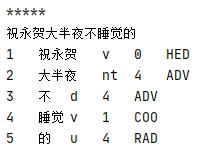 *****
祝永贺大半夜不睡觉的
1 祝永贺 v 0 HED
2 大半夜 nt 4 ADV
3 不 d 4 ADV
4 睡觉 v 1 COO
5 的 u 4 RAD